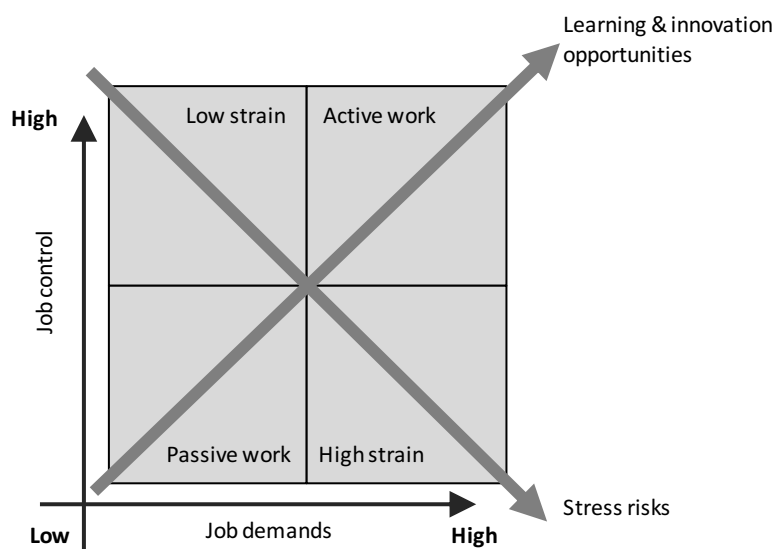 Learning & innovation
opportunities
High
Low strain
Active work
Job control
Passive work
High strain
Stress risks
Low
Job demands
High